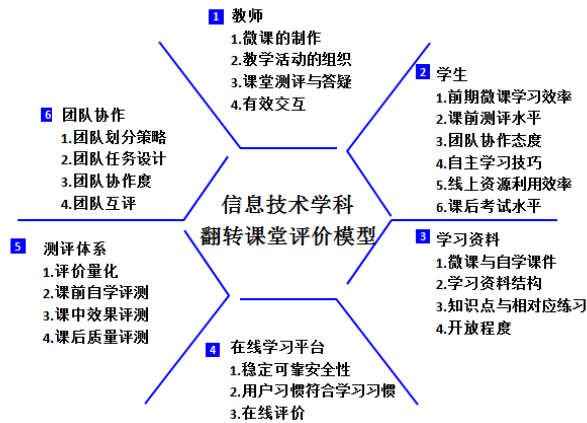 1 教师
1.微课的制作
2.教学活动的组织
3.课堂测评与答疑
4.有效交互
2 学生
1.前期微课学习效率
2.课前测评水平
3.团队协作态度
4.自主学习技巧
5.线上资源利用效率
6.课后考试水平
3 学习资料
1.微课与自学课件
2.学习资料结构
3.知识点与相对应练习
4.开放程度
4 在线学习平台
1.稳定可靠安全性
2.用户习惯符合学习习惯
3.在线评价
5 测评体系
1.评价量化
2.课前自学评测
3.课中效果评测
4.课后质量评测
6 团队协作
1.团队划分策略
2.团队任务设计
3.团队协作度
4.团队互评
信息技术学科
翻转课堂评价模型